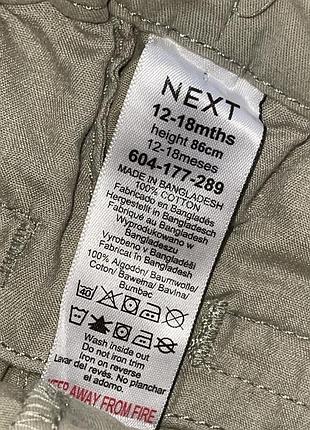 NEXT
12-18mths
height 86cm
12-18meses
604-177-289
MADE IN BANGLADESH
100% COTTON
Fabricado en Bangladés
Hergestellt in Bangladesh
Fabriqué au Bangladesh
Wyprodukowano w
Bangladeszu
Vyrobeno v Bangladéši
Fabricat în Bangladesh
100% Algodón/ Baumwolle/
Coton/ Bawełna/ Bavlna/
Bumbac
40
Wash inside out
Do not iron trim
Iron on reverse
Lavar del revés. No planchar
el adorno.
KEEP AWAY FROM FIRE